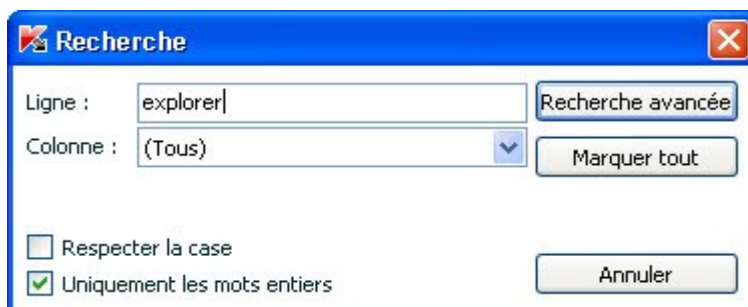 Recherche
Ligne : explorer Recherche avancée
Colonne : (Tous) Marquer tout
Respecter la case
Uniquement les mots entiers Annuler